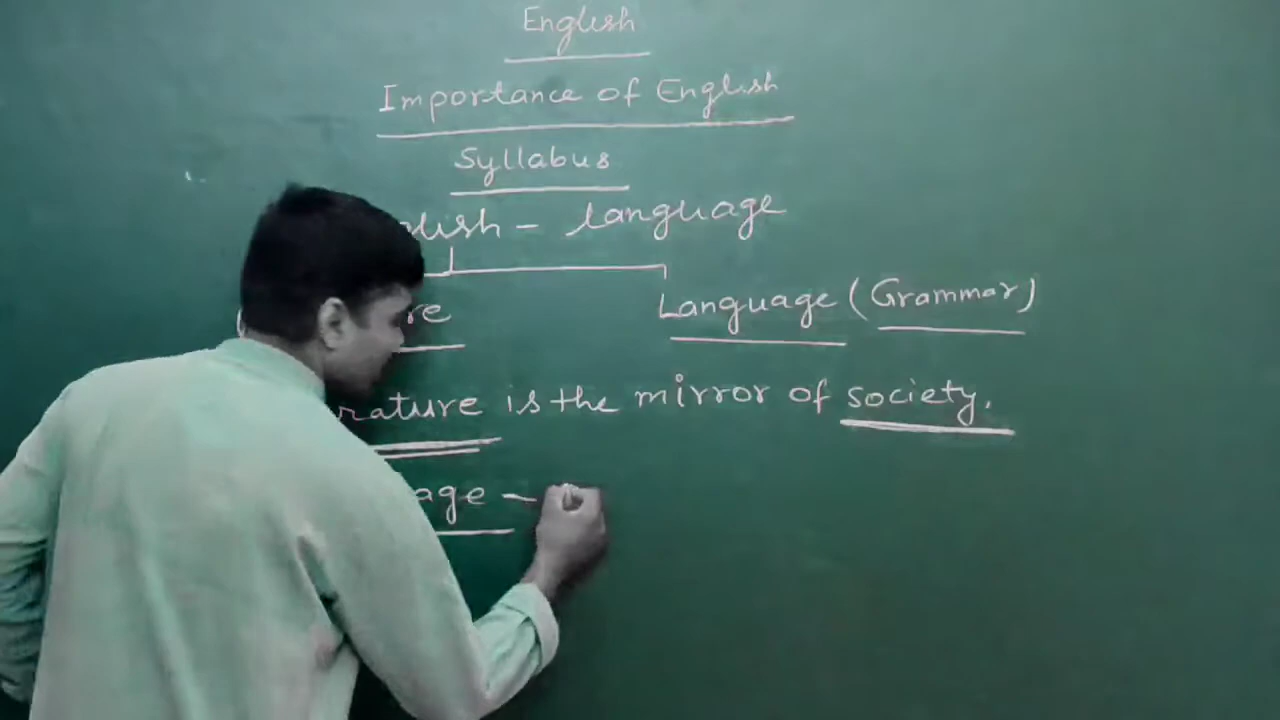 English
Importance of English
Syllabus
lish - language
re Language (Grammar)
rature is the mirror of society.
age -